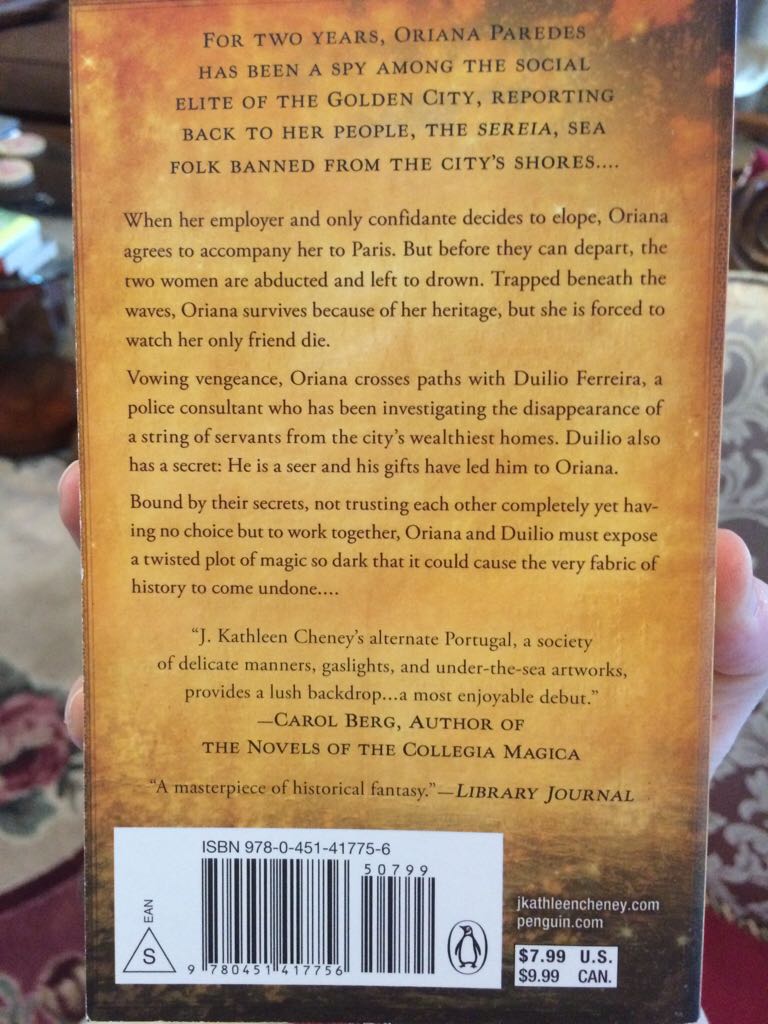 FOR TWO YEARS, ORIANA PAREDES
HAS BEEN A SPY AMONG THE SOCIAL
ELITE OF THE GOLDEN CITY, REPORTING
BACK TO HER PEOPLE, THE SEREIA, SEA
FOLK BANNED FROM THE CITY'S SHORES....
When her employer and only confidante decides to elope, Oriana
agrees to accompany her to Paris. But before they can depart, the
two women are abducted and left to drown. Trapped beneath the
waves, Oriana survives because of her heritage, but she is forced to
watch her only friend die.
Vowing vengeance, Oriana crosses paths with Duilio Ferreira, a
police consultant who has been investigating the disappearance of
a string of servants from the city's wealthiest homes. Duilio also
has a secret: He is a seer and his gifts have led him to Oriana.
Bound by their secrets, not trusting each other completely yet hav-
ing no choice but to work together, Oriana and Duilio must expose
a twisted plot of magic so dark that it could cause the very fabric of
history to come undone....
"J. Kathleen Cheney's alternate Portugal, a society
of delicate manners, gaslights, and under-the-sea artworks,
provides a lush backdrop...a most enjoyable debut."
—CAROL BERG, AUTHOR OF
THE NOVELS OF THE COLLEGIA MAGICA
"A masterpiece of historical fantasy."—LIBRARY JOURNAL
ISBN 978-0-451-41775-6
50799
EAN
S
9 780451 417756
jkathleencheney.com
penguin.com
$7.99 U.S.
$9.99 CAN.